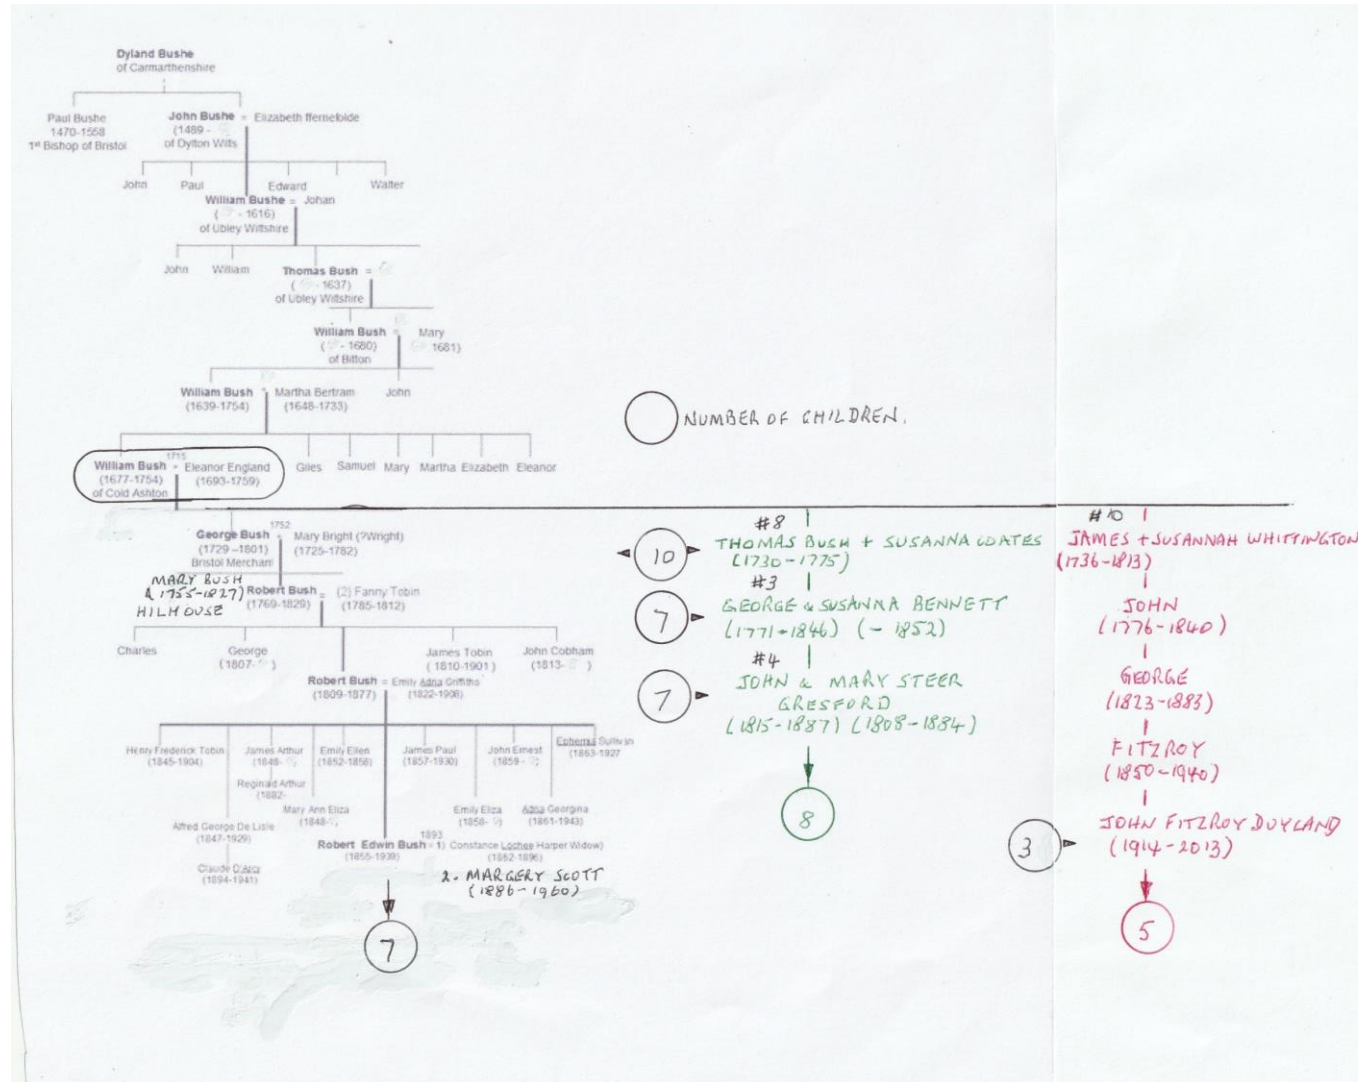 Dyland Bushe
of Carmarthenshire
Paul Bushe
1470-1558
1st Bishop of Bristol
John Bushe = Elizabeth ffernefolde
(1489 -
of Dylton Wilts
John Paul Edward Walter
William Bushe = Johan
( - 1616)
of Ubley Wiltshire
John William
Thomas Bush =
( - 1637)
of Ubley Wiltshire
William Bush = Mary
( - 1680) 1681)
of Bitton
William Bush Martha Bertram John
(1639-1754) (1648-1733)
NUMBER OF CHILDREN.
1715
William Bush - Eleanor England
(1677-1754) (1693-1759)
of Cold Ashton
Giles Samuel Mary Martha Elizabeth Eleanor
1752
George Bush Mary Bright (?Wright)
(1729 -1801) (1725-1782)
Bristol Merchant
MARY BUSH
(1755-1827)
HILHOUSE
Robert Bush = (2) Fanny Tobin
(1769-1829) (1785-1812)
Charles
George
(1807- )
James Tobin
(1810-1901)
John Cobham
(1813- )
Robert Bush = Emily Adria Griffiths
(1809-1877) (1822-1908)
Henry Frederick Tobin
(1845-1904)
James Arthur
(1846-
Emily Ellen
(1852-1856)
James Paul
(1857-1930)
John Ernest
(1859-
Ephemus Sullivan
(1863-1927
Reginald Arthur
(1882-
Mary Ann Eliza
(1848-
Emily Eliza
(1858-
Adria Georgina
(1861-1943)
Alfred George De Lisle
(1847-1929)
Claude D'Arcy
(1894-1941)
1893
Robert Edwin Bush = 1) Constance Lochee Harper Widow)
(1855-1939) (1862-1896)
2. MARGERY SCOTT
(1886-1960)
7
#8
10
THOMAS BUSH + SUSANNA COATES
(1730-1775)
#3
7
GEORGE & SUSANNA BENNETT
(1771-1846) (- 1852)
#4
7
JOHN & MARY STEER
GRESFORD
(1815-1887) (1808-1884)
8
#10
JAMES + SUSANNAH WHITTINGTON
(1736-1813)
JOHN
(1776-1840)
GEORGE
(1823-1883)
FITZROY
(1850-1940)
3
JOHN FITZROY DUYLAND
(1914-2013)
5